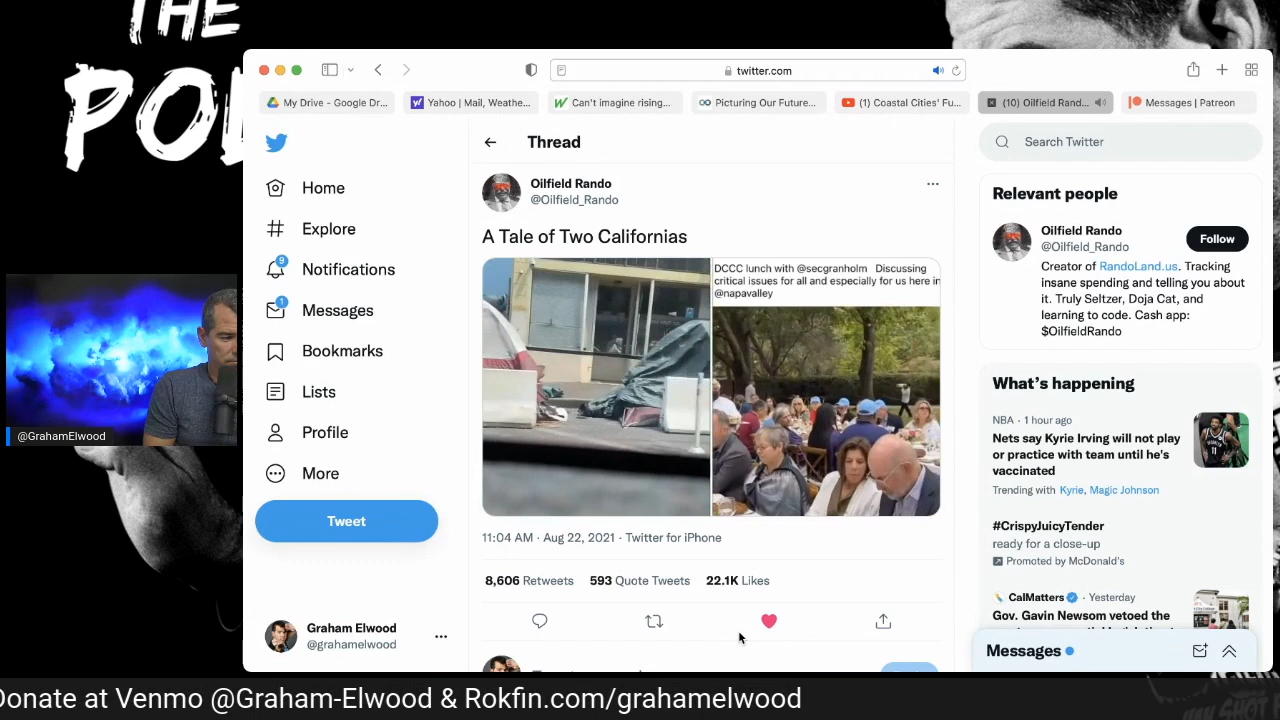 THE
twitter.com
My Drive - Google Dr...
Yahoo | Mail, Weathe...
Can't imagine rising...
Picturing Our Future...
(1) Coastal Cities' Fu...
(10) Oilfield Rand...
Messages | Patreon
Thread
Search Twitter
Home
Explore
9
Notifications
1
Messages
Bookmarks
Lists
Profile
More
Tweet
Graham Elwood
@grahamelwood
Oilfield Rando
@Oilfield_Rando
A Tale of Two Californias
DCCC lunch with @secgranholm Discussing
critical issues for all and especially for us here in
@napavalley
11:04 AM · Aug 22, 2021 · Twitter for iPhone
8,606 Retweets 593 Quote Tweets 22.1K Likes
Relevant people
Oilfield Rando
@Oilfield_Rando
Follow
Creator of RandoLand.us. Tracking
insane spending and telling you about
it. Truly Seltzer, Doja Cat, and
learning to code. Cash app:
$OilfieldRando
What's happening
NBA · 1 hour ago
Nets say Kyrie Irving will not play
or practice with team until he's
vaccinated
Trending with Kyrie, Magic Johnson
#CrispyJuicyTender
ready for a close-up
Promoted by McDonald's
CalMatters · Yesterday
Gov. Gavin Newsom vetoed the
Messages
@GrahamElwood
Donate at Venmo @Graham-Elwood & Rokfin.com/grahamelwood